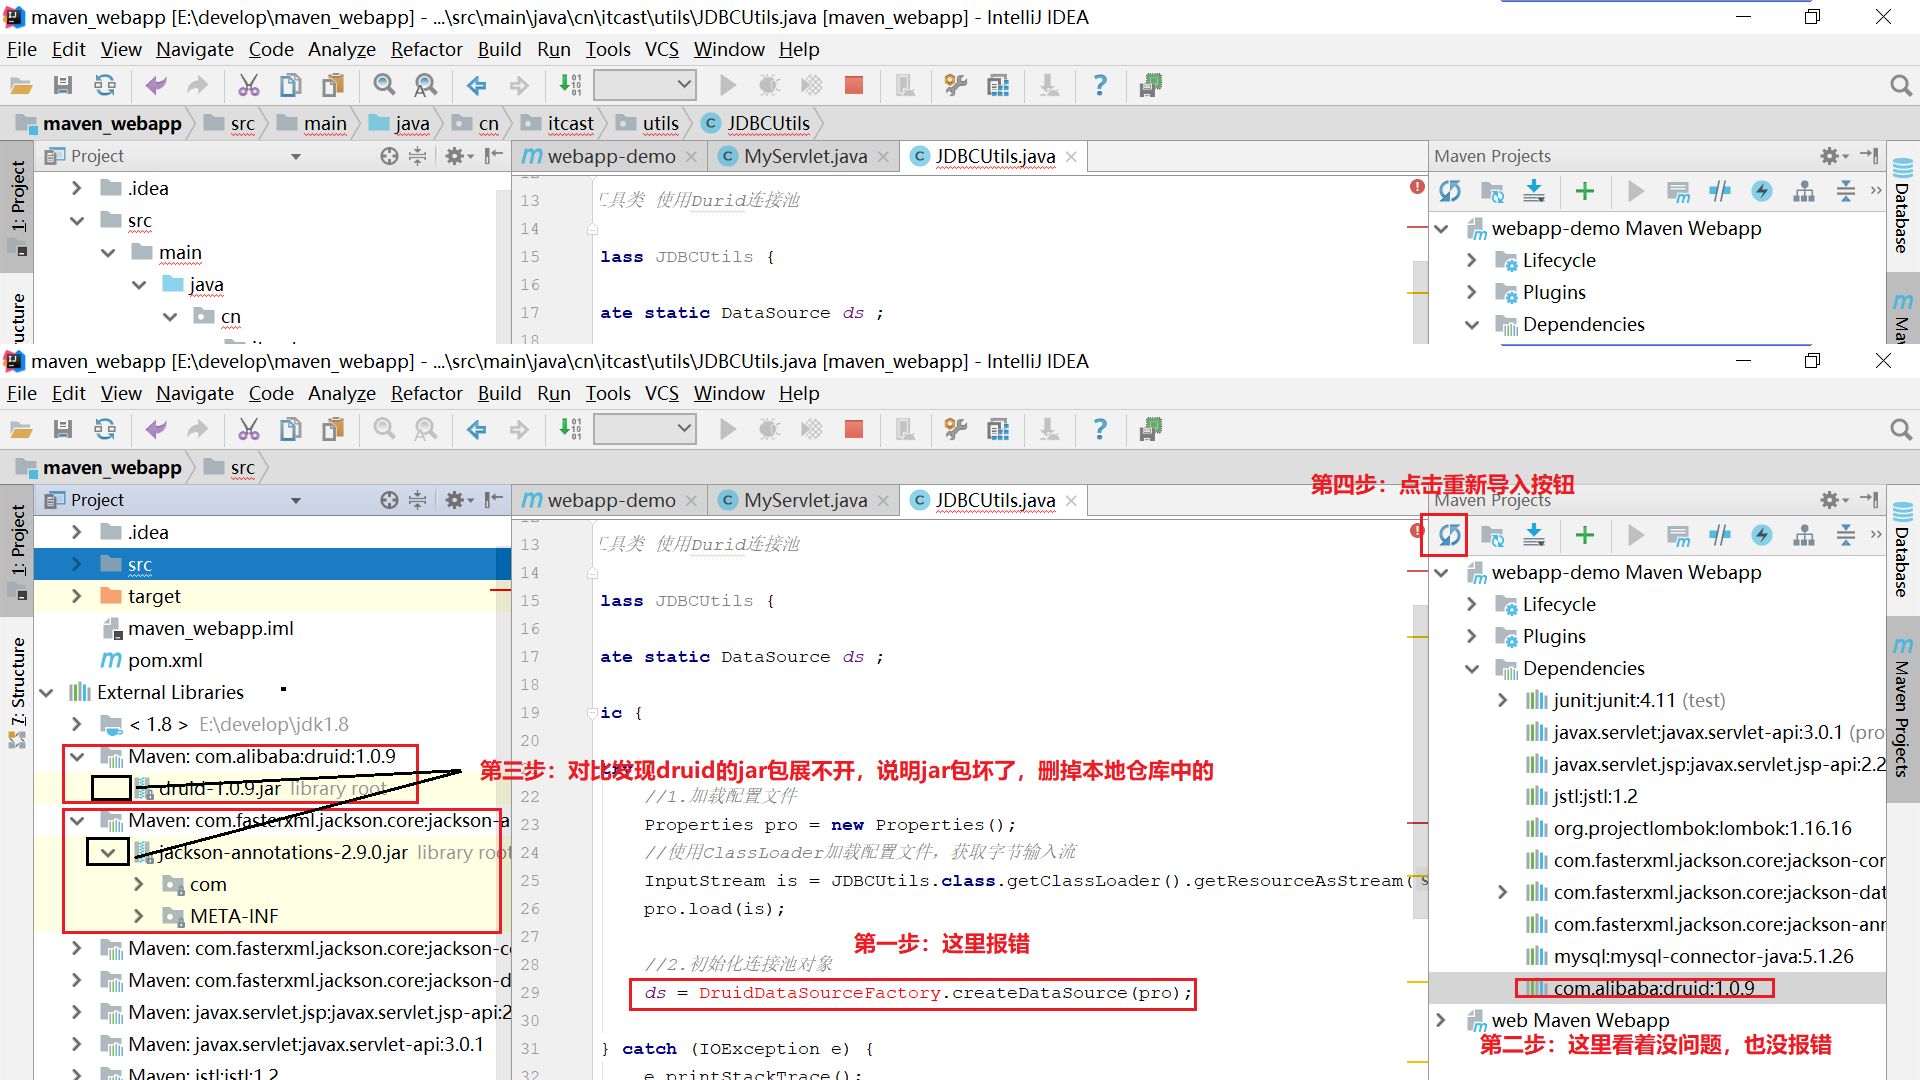 maven_webapp [E:\develop\maven_webapp] - ...\src\main\java\cn\itcast\utils\JDBCUtils.java [maven_webapp] - IntelliJ IDEA
File Edit View Navigate Code Analyze Refactor Build Run Tools VCS Window Help
maven_webapp src main java cn itcast utils JDBCUtils
1: Project
Project
webapp-demo MyServlet.java JDBCUtils.java
Maven Projects
Database
.idea
src
main
java
cn
13 工具类 使用Durid连接池
14
15 lass JDBCUtils {
16
17 ate static DataSource ds ;
18
webapp-demo Maven Webapp
Lifecycle
Plugins
Dependencies
maven_webapp [E:\develop\maven_webapp] - ...\src\main\java\cn\itcast\utils\JDBCUtils.java [maven_webapp] - IntelliJ IDEA
File Edit View Navigate Code Analyze Refactor Build Run Tools VCS Window Help
maven_webapp src
第四步：点击重新导入按钮
1: Project
7: Structure
Project
webapp-demo MyServlet.java JDBCUtils.java
Maven Projects
Database
Maven Projects
.idea
src
target
maven_webapp.iml
pom.xml
External Libraries
< 1.8 > E:\develop\jdk1.8
Maven: com.alibaba:druid:1.0.9
druid-1.0.9.jar library root
Maven: com.fasterxml.jackson.core:jackson-a
jackson-annotations-2.9.0.jar library root
com
META-INF
Maven: com.fasterxml.jackson.core:jackson-c
Maven: com.fasterxml.jackson.core:jackson-d
Maven: javax.servlet.jsp:javax.servlet.jsp-api:2
Maven: javax.servlet:javax.servlet-api:3.0.1
Maven: jstl:jstl:1.2
第三步：对比发现druid的jar包展不开，说明jar包坏了，删掉本地仓库中的
13 工具类 使用Durid连接池
14
15 lass JDBCUtils {
16
17 ate static DataSource ds ;
18
19 ic {
20
22 //1.加载配置文件
23 Properties pro = new Properties();
24 //使用ClassLoader加载配置文件，获取字节输入流
25 InputStream is = JDBCUtils.class.getClassLoader().getResourceAsStream( s
26 pro.load(is);
27
第一步：这里报错
28 //2.初始化连接池对象
29 ds = DruidDataSourceFactory.createDataSource(pro);
30
31 } catch (IOException e) {
32 e.printStackTrace();
webapp-demo Maven Webapp
Lifecycle
Plugins
Dependencies
junit:junit:4.11 (test)
javax.servlet:javax.servlet-api:3.0.1 (pro
javax.servlet.jsp:javax.servlet.jsp-api:2.2
jstl:jstl:1.2
org.projectlombok:lombok:1.16.16
com.fasterxml.jackson.core:jackson-cor
com.fasterxml.jackson.core:jackson-dat
com.fasterxml.jackson.core:jackson-anr
mysql:mysql-connector-java:5.1.26
com.alibaba:druid:1.0.9
web Maven Webapp
第二步：这里看着没问题，也没报错